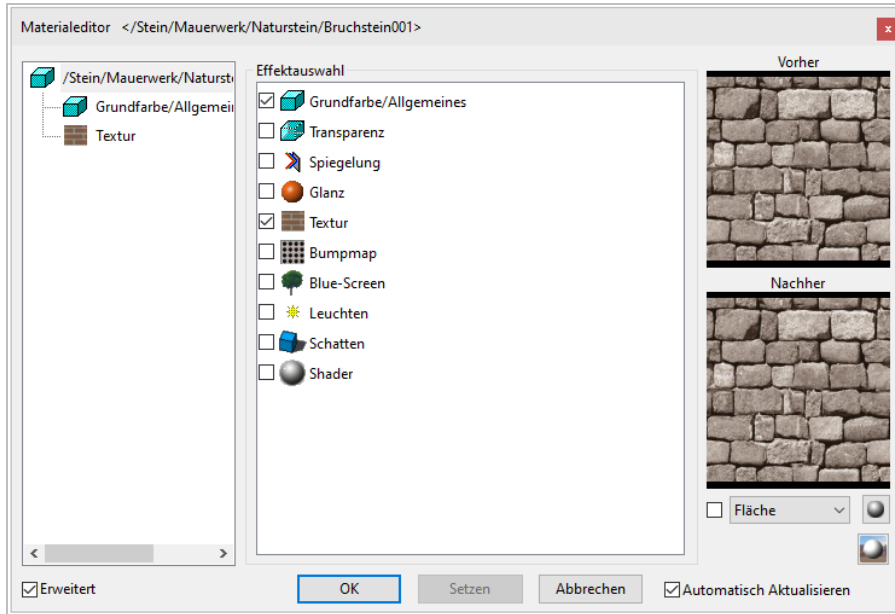 Materialeditor </Stein/Mauerwerk/Naturstein/Bruchstein001>
x
/Stein/Mauerwerk/Naturst
Grundfarbe/Allgemei
Textur
Effektauswahl
Grundfarbe/Allgemeines
Transparenz
Spiegelung
Glanz
Textur
Bumpmap
Blue-Screen
Leuchten
Schatten
Shader
Vorher
Nachher
Fläche
Erweitert
OK
Setzen
Abbrechen
Automatisch Aktualisieren